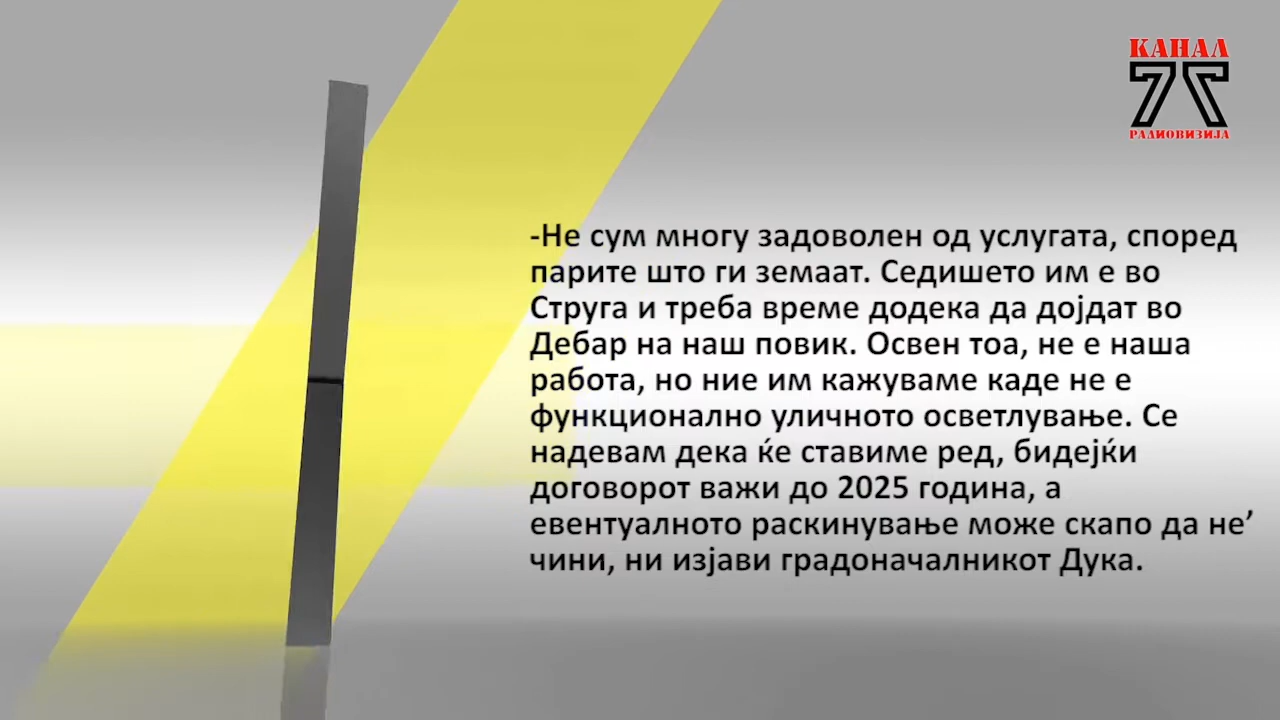 КАНАЛ
77
РАДИОВИЗИЈА
-Не сум многу задоволен од услугата, според
парите што ги земаат. Седишето им е во
Струга и треба време додека да дојдат во
Дебар на наш повик. Освен тоа, не е наша
работа, но ние им кажуваме каде не е
функционално уличното осветлување. Се
надевам дека ќе ставиме ред, бидејќи
договорот важи до 2025 година, а
евентуалното раскинување може скапо да не’
чини, ни изјави градоначалникот Дука.